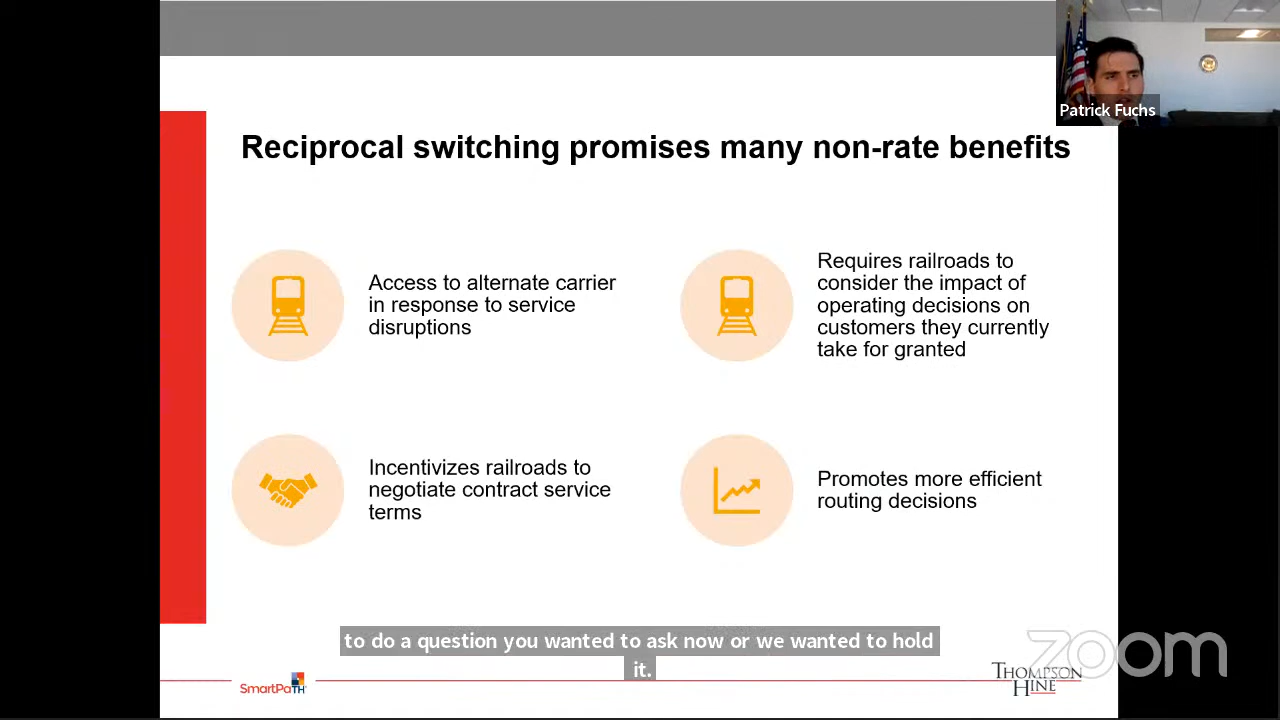 Patrick Fuchs
Reciprocal switching promises many non-rate benefits
Access to alternate carrier
in response to service
disruptions
Requires railroads to
consider the impact of
operating decisions on
customers they currently
take for granted
Incentivizes railroads to
negotiate contract service
terms
Promotes more efficient
routing decisions
to do a question you wanted to ask now or we wanted to hold
it.
zoom
SmartPaTH
THOMPSON
HINE